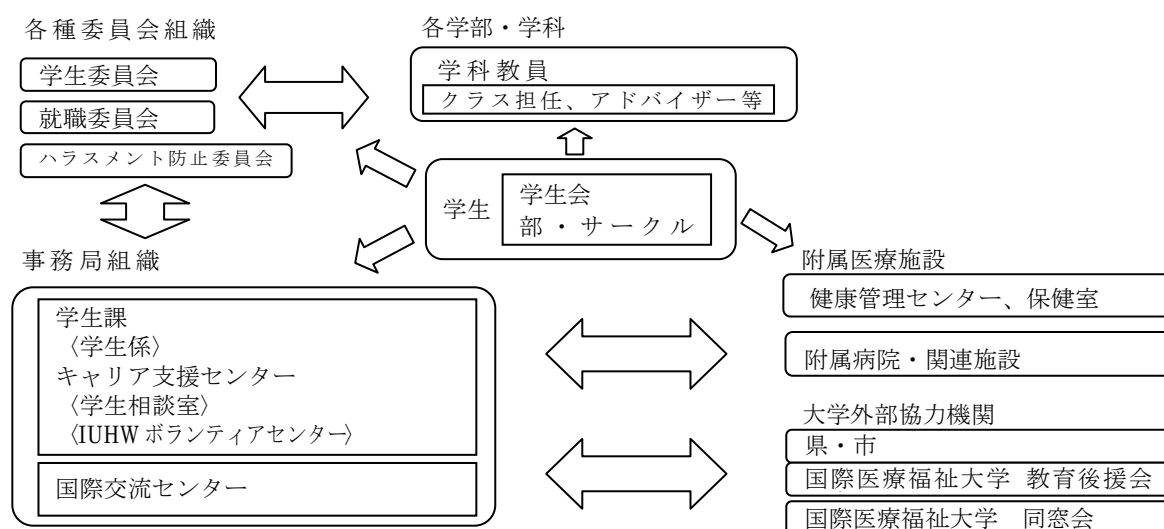 各種委員会組織
学生委員会
就職委員会
ハラスメント防止委員会
各学部・学科
学科教員
クラス担任、アドバイザー等
学生
学生会
部・サークル
事務局組織
学生課
〈学生係〉
キャリア支援センター
〈学生相談室〉
〈IUHW ボランティアセンター〉
国際交流センター
附属医療施設
健康管理センター、保健室
附属病院・関連施設
大学外部協力機関
県・市
国際医療福祉大学 教育後援会
国際医療福祉大学 同窓会